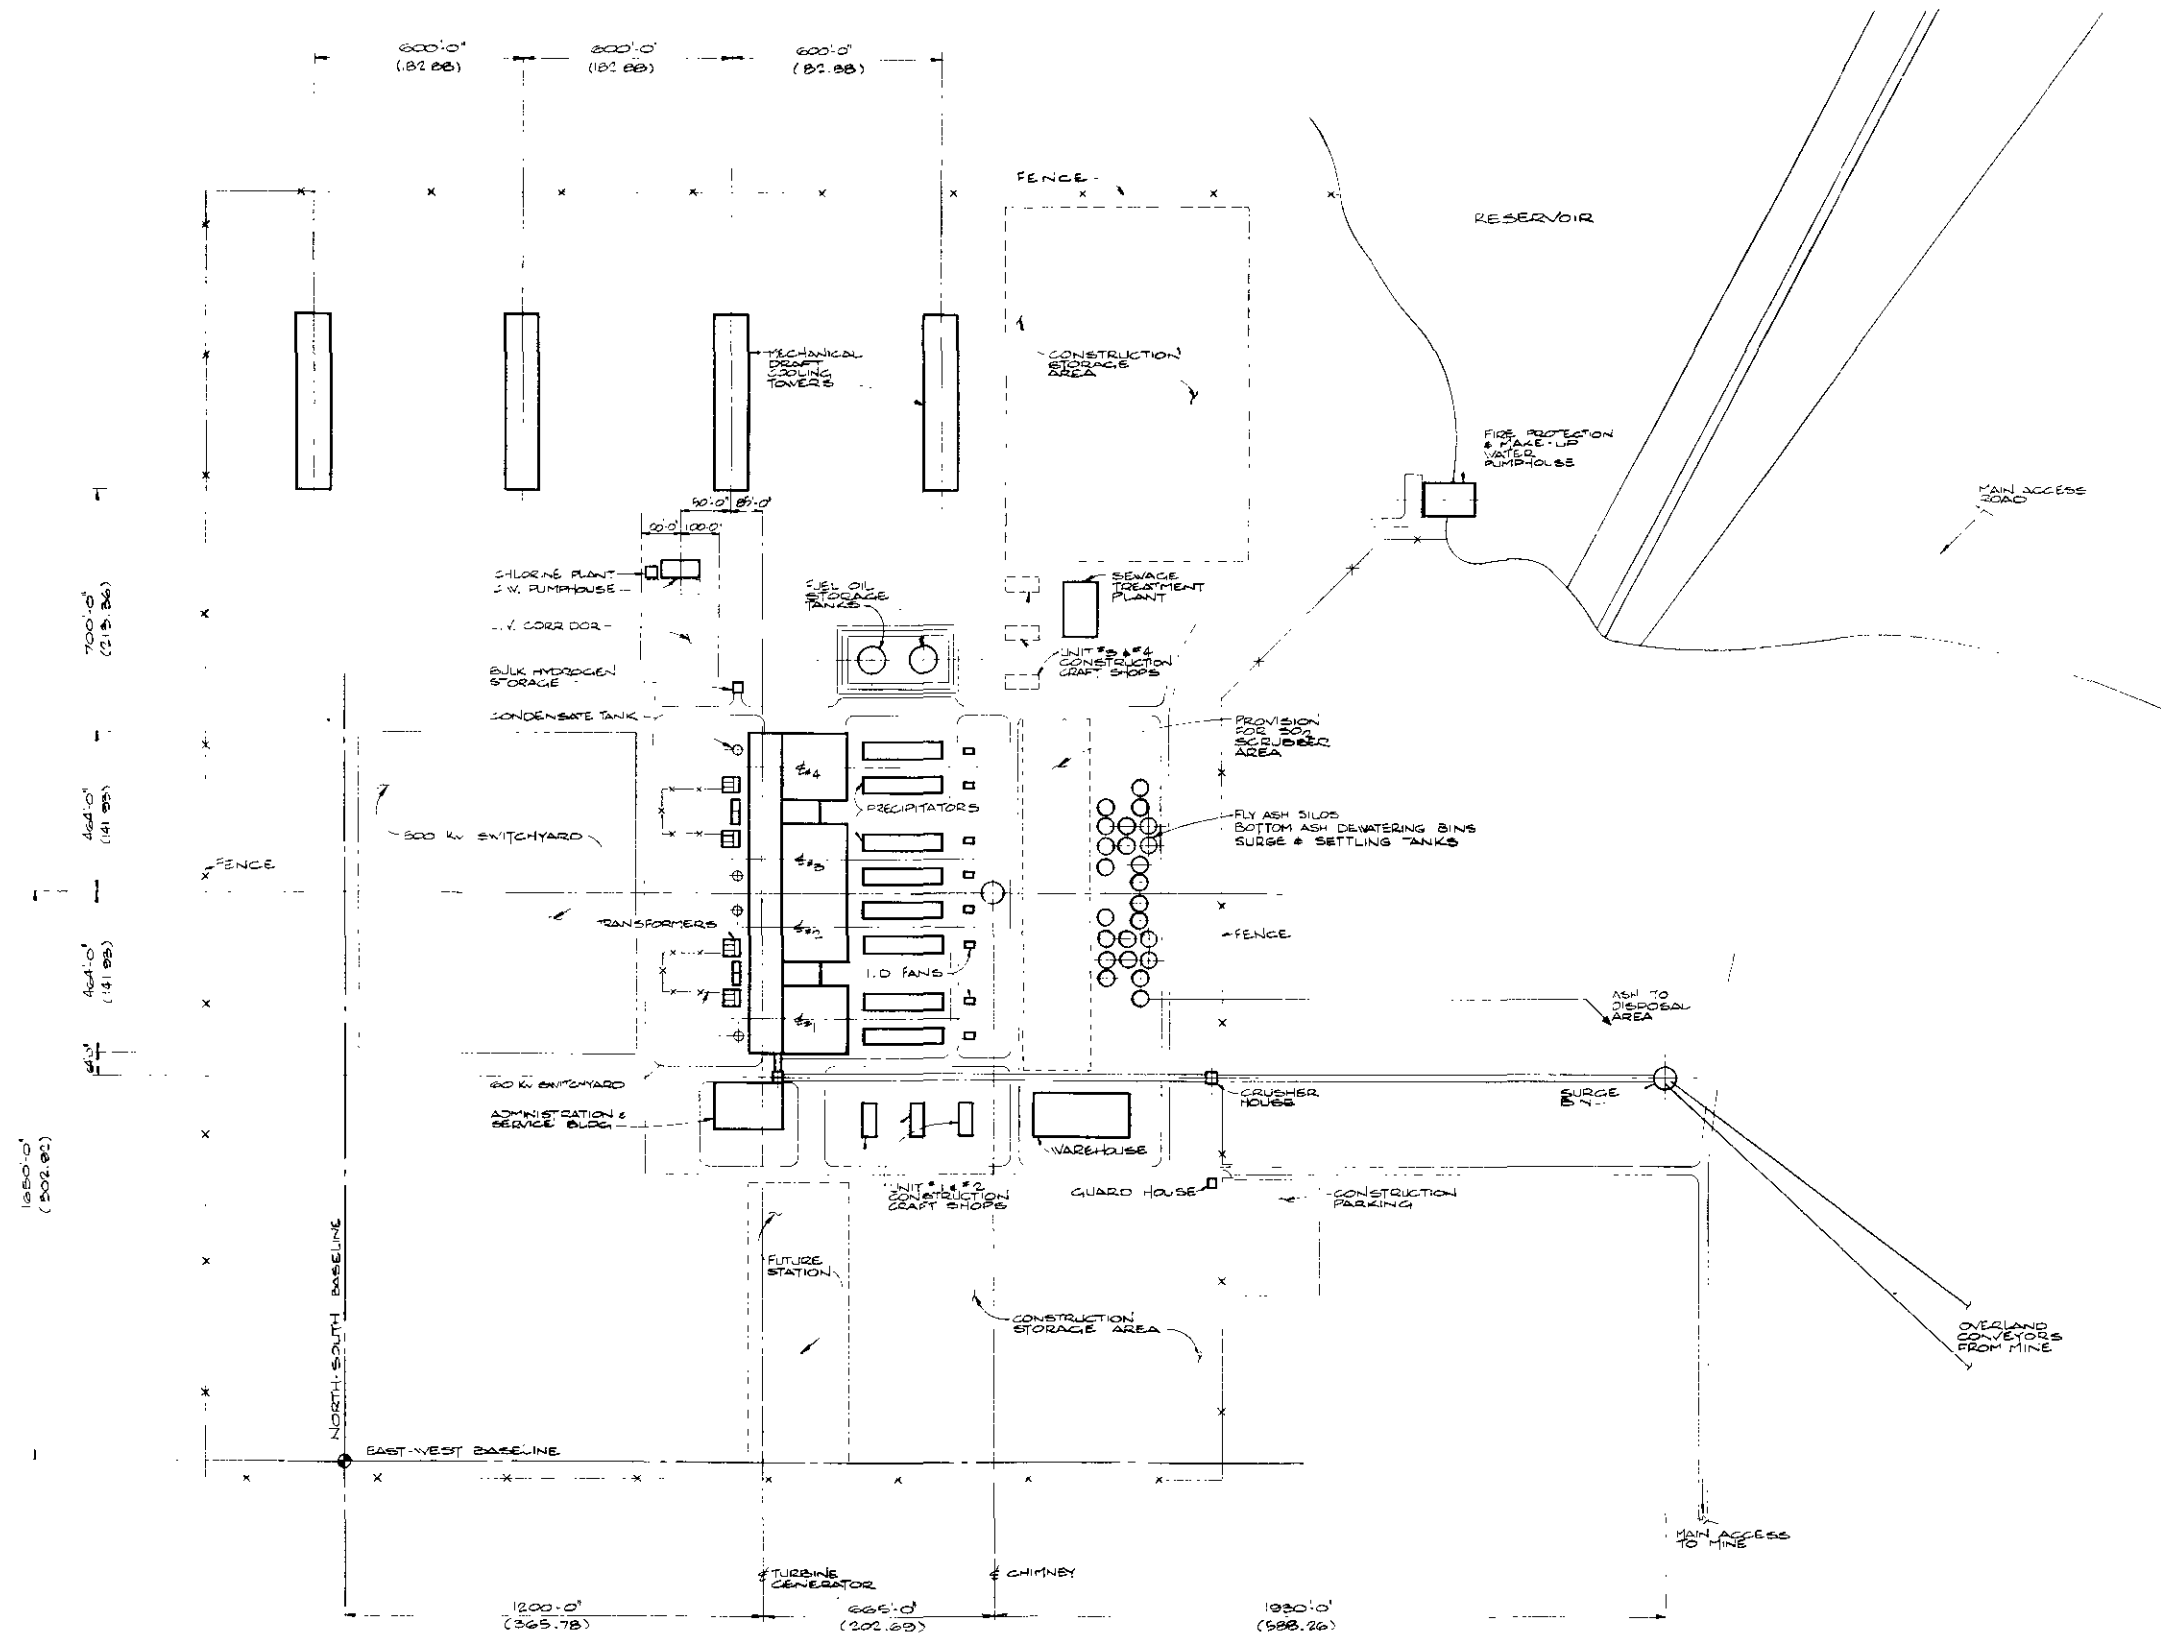 600'-0" 600'-0" 600'-0"
(182.88) (182.88) (182.88)
FENCE
RESERVOIR
MECHANICAL
DRAFT
COOLING
TOWERS
CONSTRUCTION
STORAGE
AREA
FIRE PROTECTION
& MAKE-UP
WATER
PUMPHOUSE
MAIN ACCESS
ROAD
50'-0" 85'-0"
100'-0"
CHLORINE PLANT
C.W. PUMPHOUSE
CORRIDOR
BULK HYDROGEN
STORAGE
CONDENSATE TANK
FUEL OIL
STORAGE
TANKS
SEWAGE
TREATMENT
PLANT
UNIT #3 & #4
CONSTRUCTION
CRAFT SHOPS
PROVISION
FOR SO2
SCRUBBER
AREA
700'-0"
(213.36)
464'-0"
(141.93)
464'-0"
(141.93)
64'0"
1650'-0"
(502.92)
FENCE
500 KV SWITCHYARD
TRANSFORMERS
℄#4
℄#3
℄#2
℄#1
PRECIPITATORS
I.D FANS
FLY ASH SILOS
BOTTOM ASH DEWATERING BINS
SURGE & SETTLING TANKS
FENCE
ASH TO
DISPOSAL
AREA
60 KV SWITCHYARD
ADMINISTRATION &
SERVICE BLDG
CRUSHER
HOUSE
SURGE
BIN
WAREHOUSE
UNIT #1 & #2
CONSTRUCTION
CRAFT SHOPS
GUARD HOUSE
CONSTRUCTION
PARKING
FUTURE
STATION
CONSTRUCTION
STORAGE AREA
OVERLAND
CONVEYORS
FROM MINE
NORTH-SOUTH BASELINE
EAST-WEST BASELINE
MAIN ACCESS
TO MINE
℄ TURBINE
GENERATOR
℄ CHIMNEY
1200'-0" 665'-0" 1930'-0"
(365.78) (202.69) (588.26)